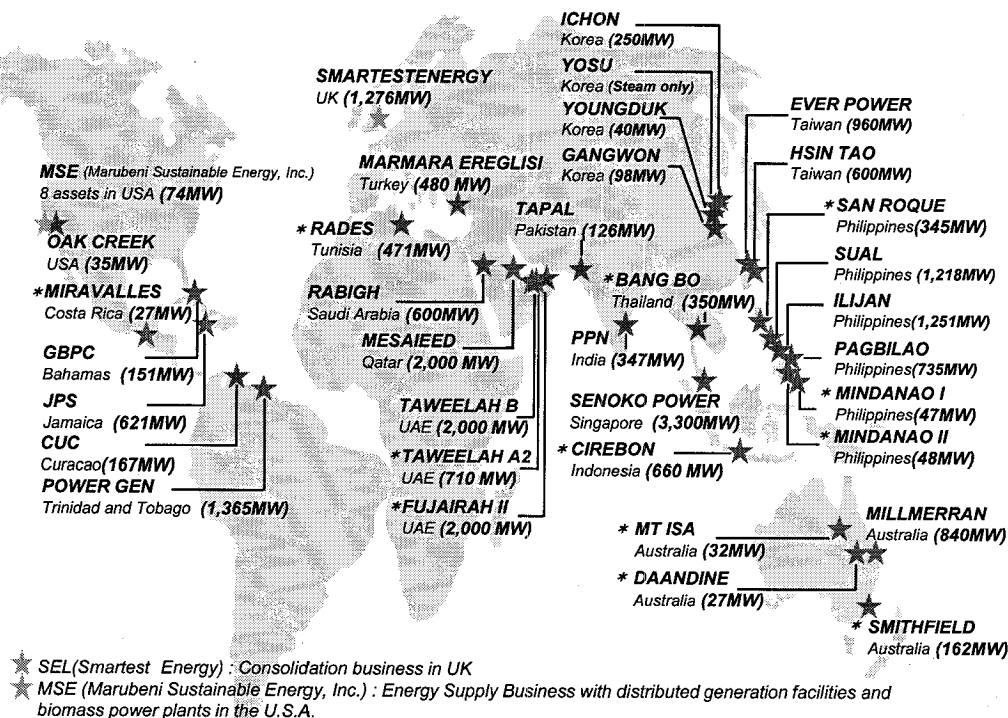 ICHON
Korea (250MW)
YOSU
Korea (Steam only)
YOUNGDUK
Korea (40MW)
GANGWON
Korea (98MW)
SMARTESTENERGY
UK (1,276MW)
EVER POWER
Taiwan (960MW)
HSIN TAO
Taiwan (600MW)
MSE (Marubeni Sustainable Energy, Inc.)
8 assets in USA (74MW)
OAK CREEK
USA (35MW)
*MIRAVALLES
Costa Rica (27MW)
GBPC
Bahamas (151MW)
JPS
Jamaica (621MW)
CUC
Curacao(167MW)
POWER GEN
Trinidad and Tobago (1,365MW)
MARMARA EREGLISI
Turkey (480 MW)
*RADES
Tunisia (471MW)
TAPAL
Pakistan (126MW)
RABIGH
Saudi Arabia (600MW)
MESAIEED
Qatar (2,000 MW)
TAWEELAH B
UAE (2,000 MW)
*TAWEELAH A2
UAE (710 MW)
*FUJAIRAH II
UAE (2,000 MW)
*BANG BO
Thailand (350MW)
PPN
India (347MW)
SENOKO POWER
Singapore (3,300MW)
*CIREBON
Indonesia (660 MW)
*SAN ROQUE
Philippines(345MW)
SUAL
Philippines (1,218MW)
ILIJAN
Philippines(1,251MW)
PAGBILAO
Philippines(735MW)
*MINDANAO I
Philippines(47MW)
*MINDANAO II
Philippines(48MW)
*MT ISA
Australia (32MW)
*DAANDINE
Australia (27MW)
MILLMERRAN
Australia (840MW)
*SMITHFIELD
Australia (162MW)
SEL(Smartest Energy) : Consolidation business in UK
MSE (Marubeni Sustainable Energy, Inc.) : Energy Supply Business with distributed generation facilities and
biomass power plants in the U.S.A.